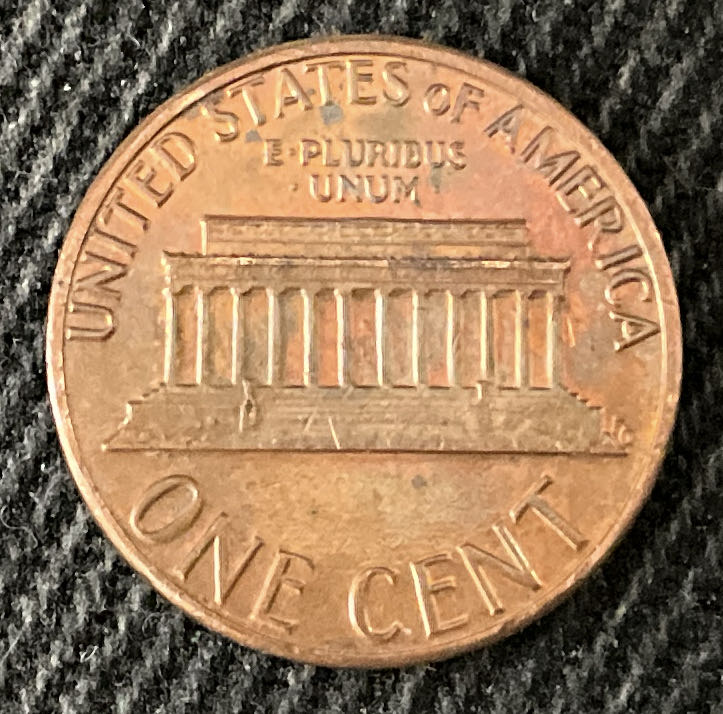 UNITED STATES OF AMERICA
E·PLURIBUS
·UNUM
ONE CENT